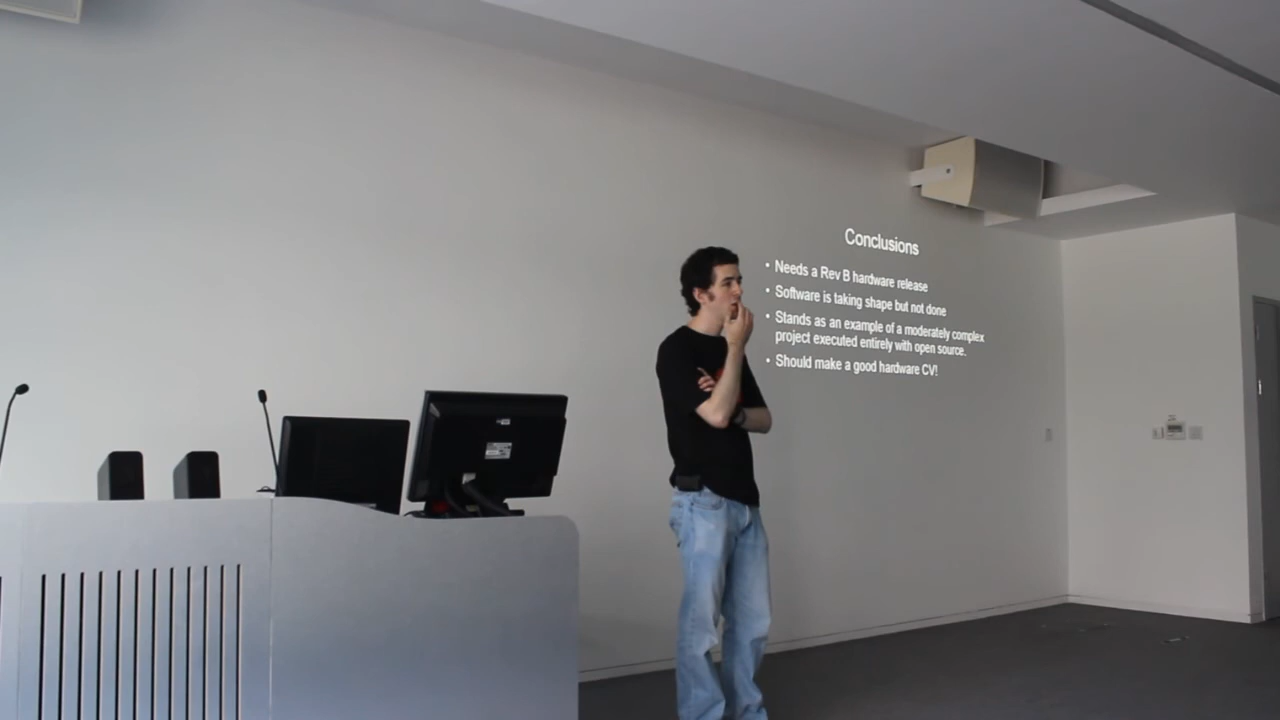 Conclusions
• Needs a Rev B hardware release
• Software is taking shape but not done
• Stands as an example of a moderately complex
project executed entirely with open source.
• Should make a good hardware CV!